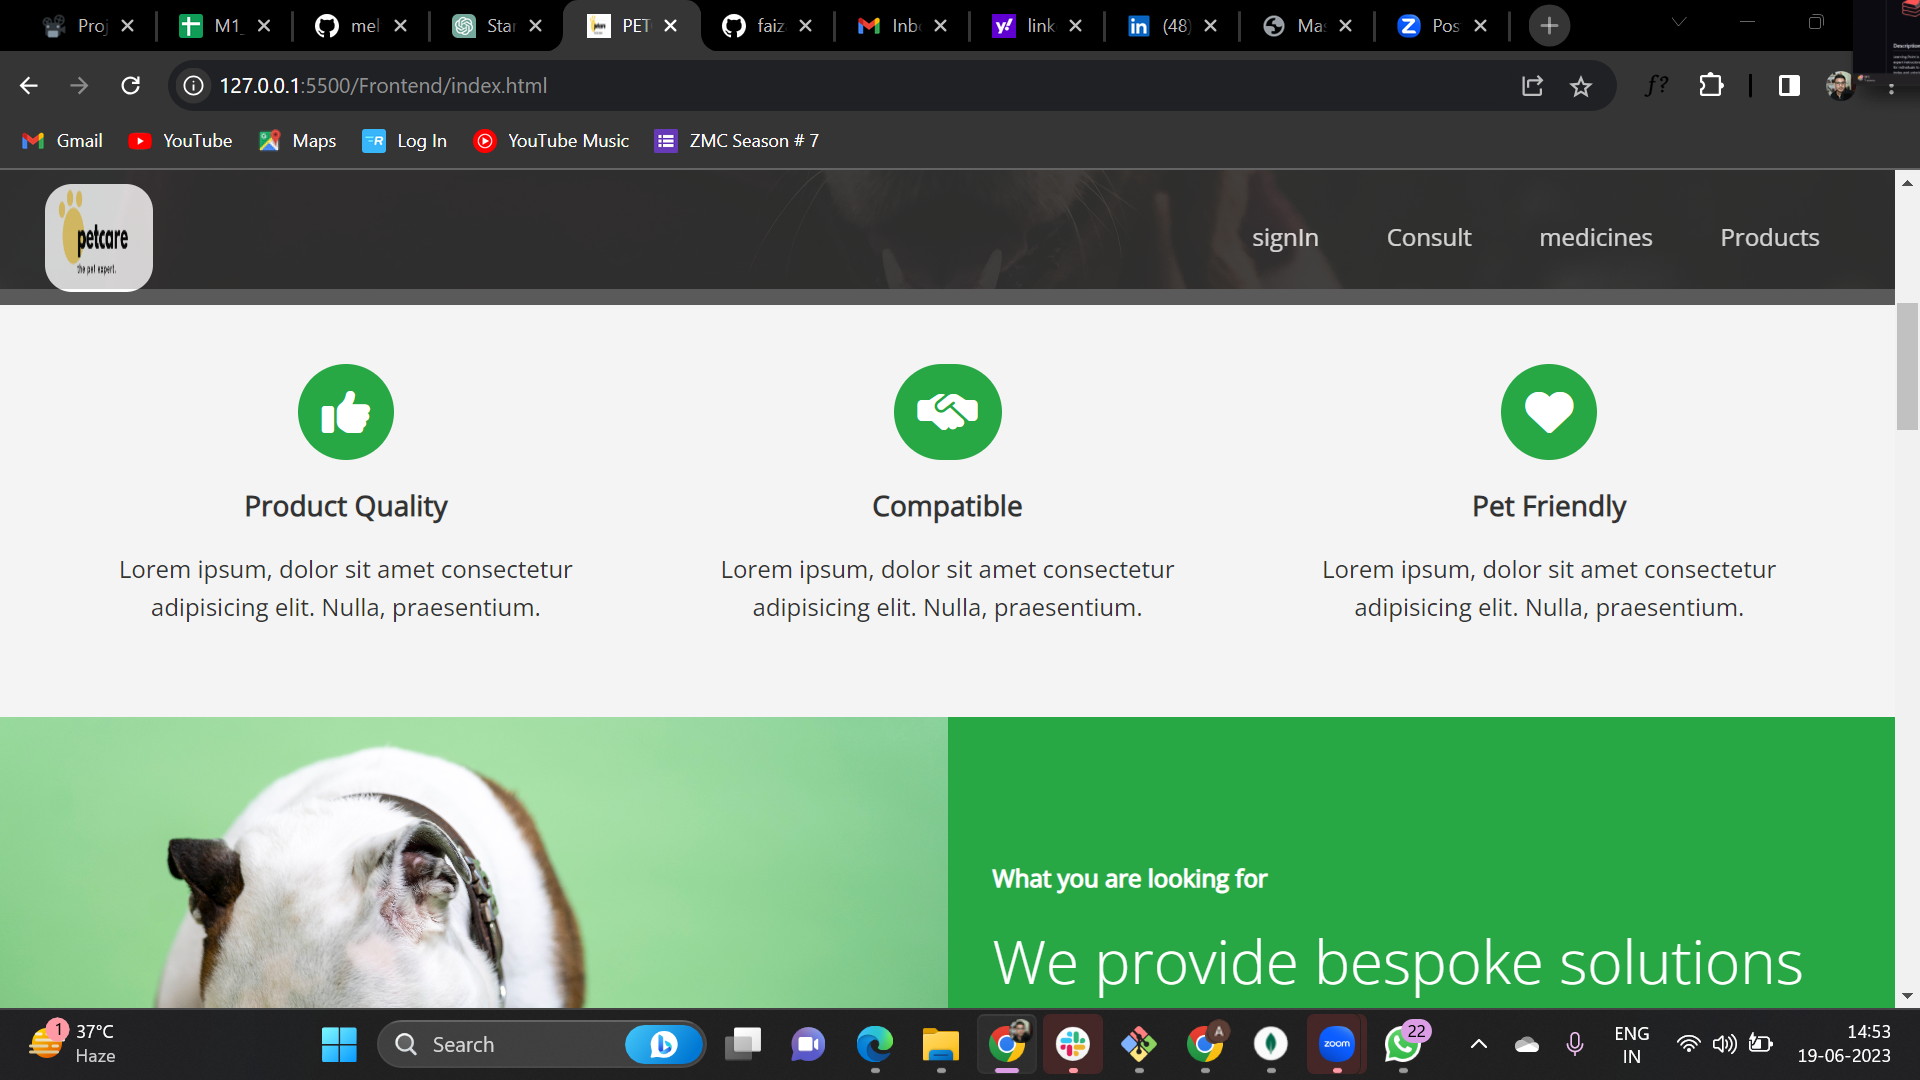 Proj
M1_
mel
Star
PET
faiz
Inb
link
(48)
Mas
Pos
127.0.0.1:5500/Frontend/index.html
f?
Gmail
YouTube
Maps
Log In
YouTube Music
ZMC Season # 7
petcare
the pet expert.
signIn
Consult
medicines
Products
Product Quality
Compatible
Pet Friendly
Lorem ipsum, dolor sit amet consectetur
adipisicing elit. Nulla, praesentium.
Lorem ipsum, dolor sit amet consectetur
adipisicing elit. Nulla, praesentium.
Lorem ipsum, dolor sit amet consectetur
adipisicing elit. Nulla, praesentium.
What you are looking for
We provide bespoke solutions
1
37°C
Haze
Search
A
zoom
22
ENG
IN
14:53
19-06-2023